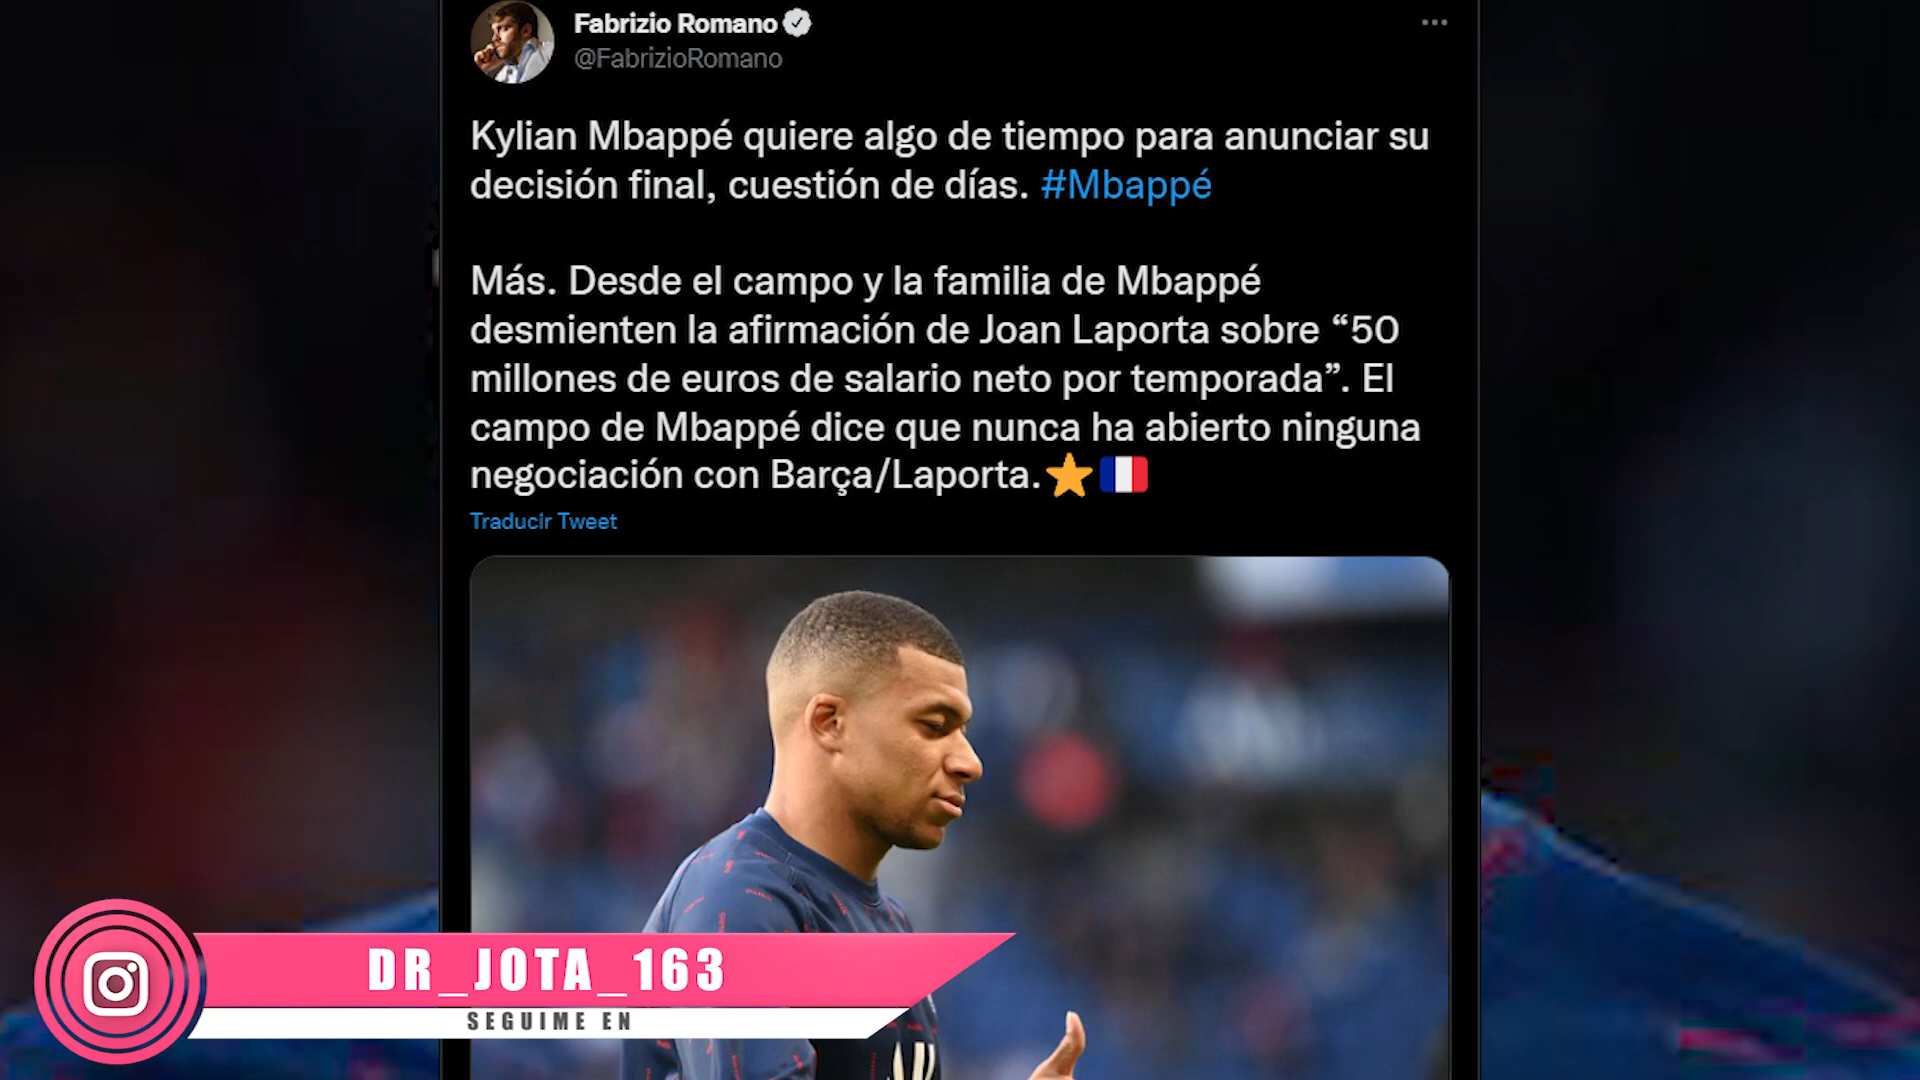 Fabrizio Romano
@FabrizioRomano
Kylian Mbappé quiere algo de tiempo para anunciar su
decisión final, cuestión de días. #Mbappé
Más. Desde el campo y la familia de Mbappé
desmienten la afirmación de Joan Laporta sobre “50
millones de euros de salario neto por temporada”. El
campo de Mbappé dice que nunca ha abierto ninguna
negociación con Barça/Laporta.
Traducir Tweet
DR_JOTA_163
SEGUIME EN